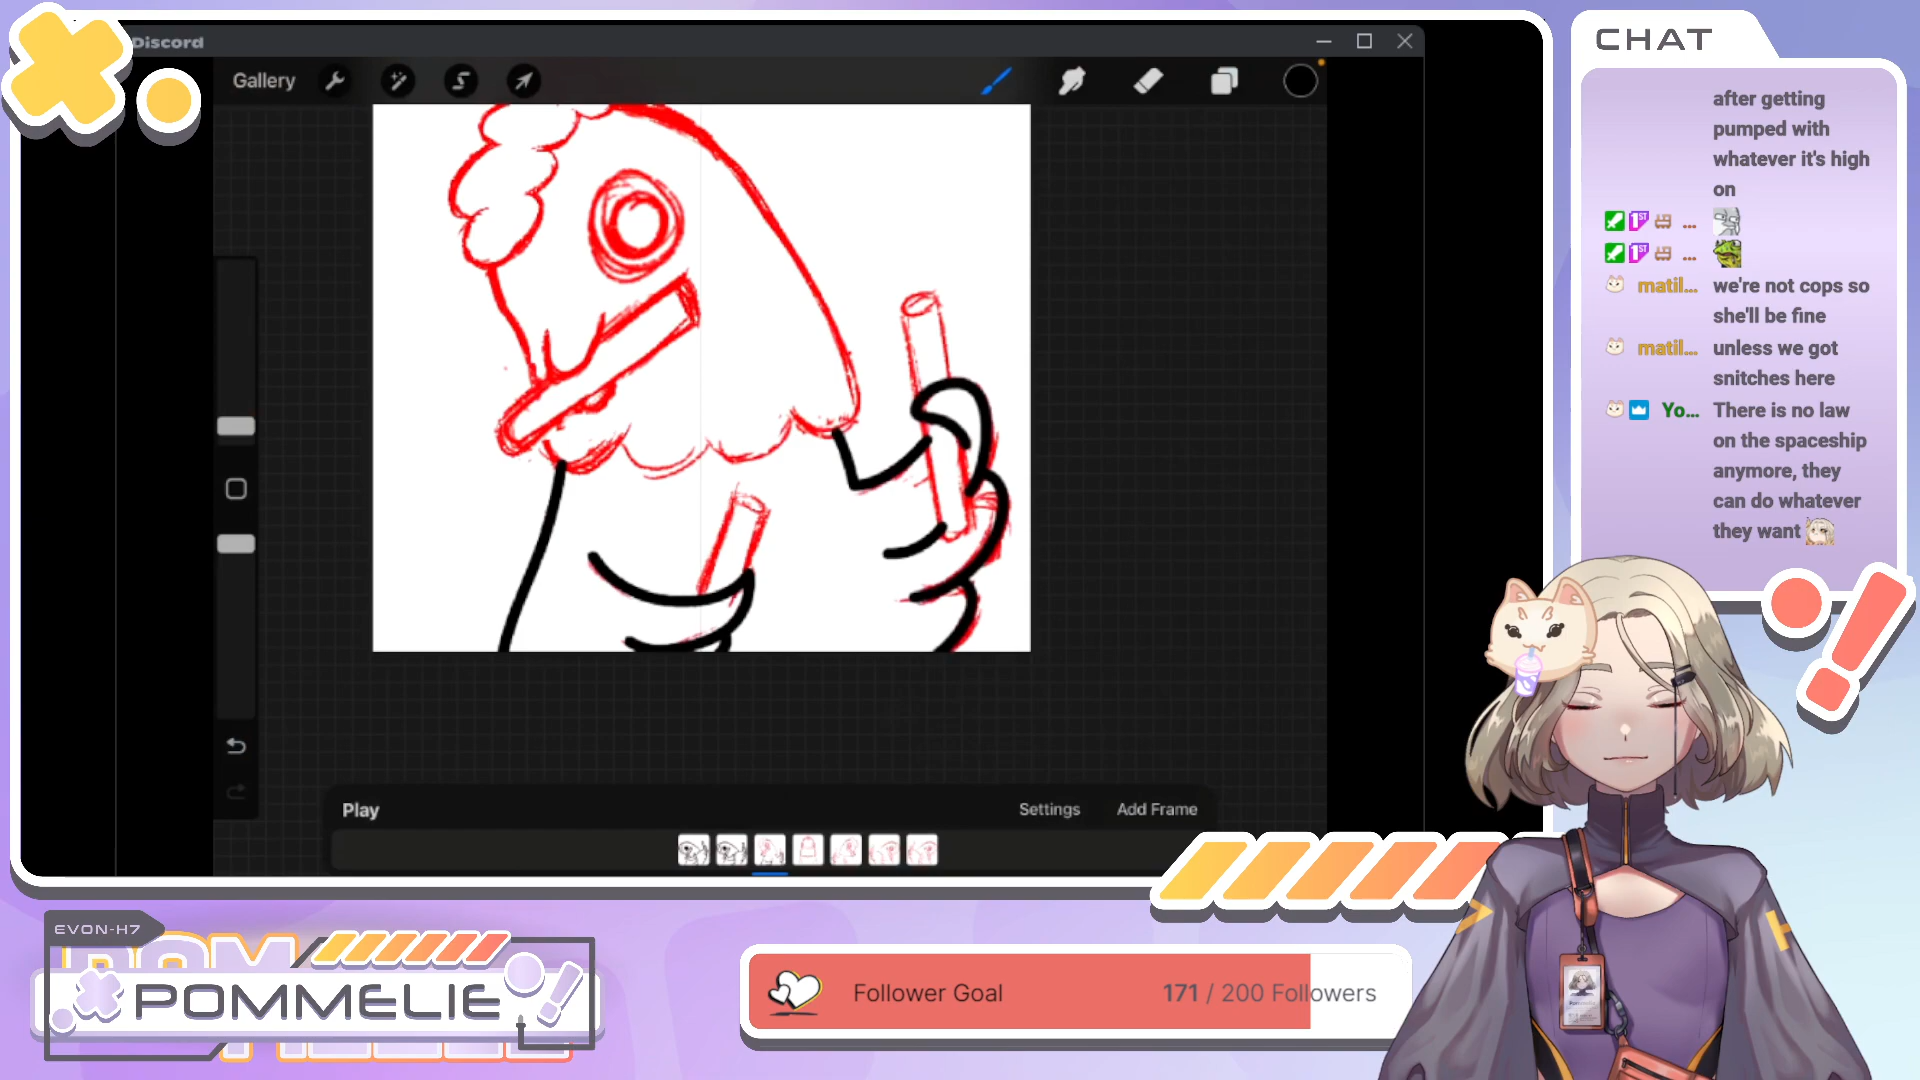 Discord
Gallery
CHAT
after getting
pumped with
whatever it's high
on
1ST ...
1ST ...
matil... we're not cops so
she'll be fine
matil... unless we got
snitches here
Yo... There is no law
on the spaceship
anymore, they
can do whatever
they want
Play
Settings
Add Frame
EVON-H7
POMMELIE
Follower Goal
171 / 200 Followers